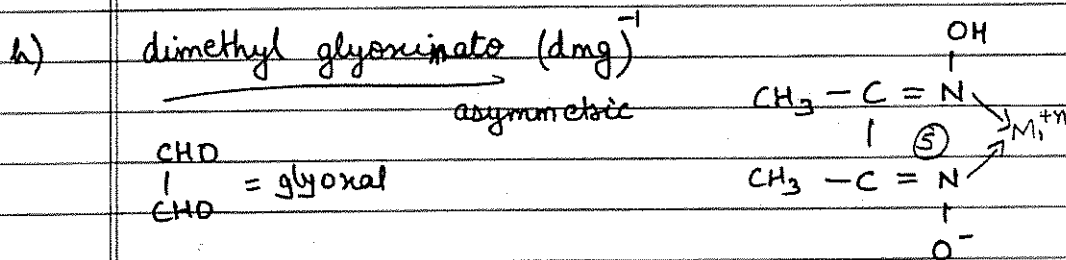 h) dimethyl glyoximato (dmg)⁻¹
asymmetric
OH
CH₃ – C = N
M₁⁺ⁿ
⑤
CHO
| = glyoxal
CHO
CH₃ – C = N
O⁻